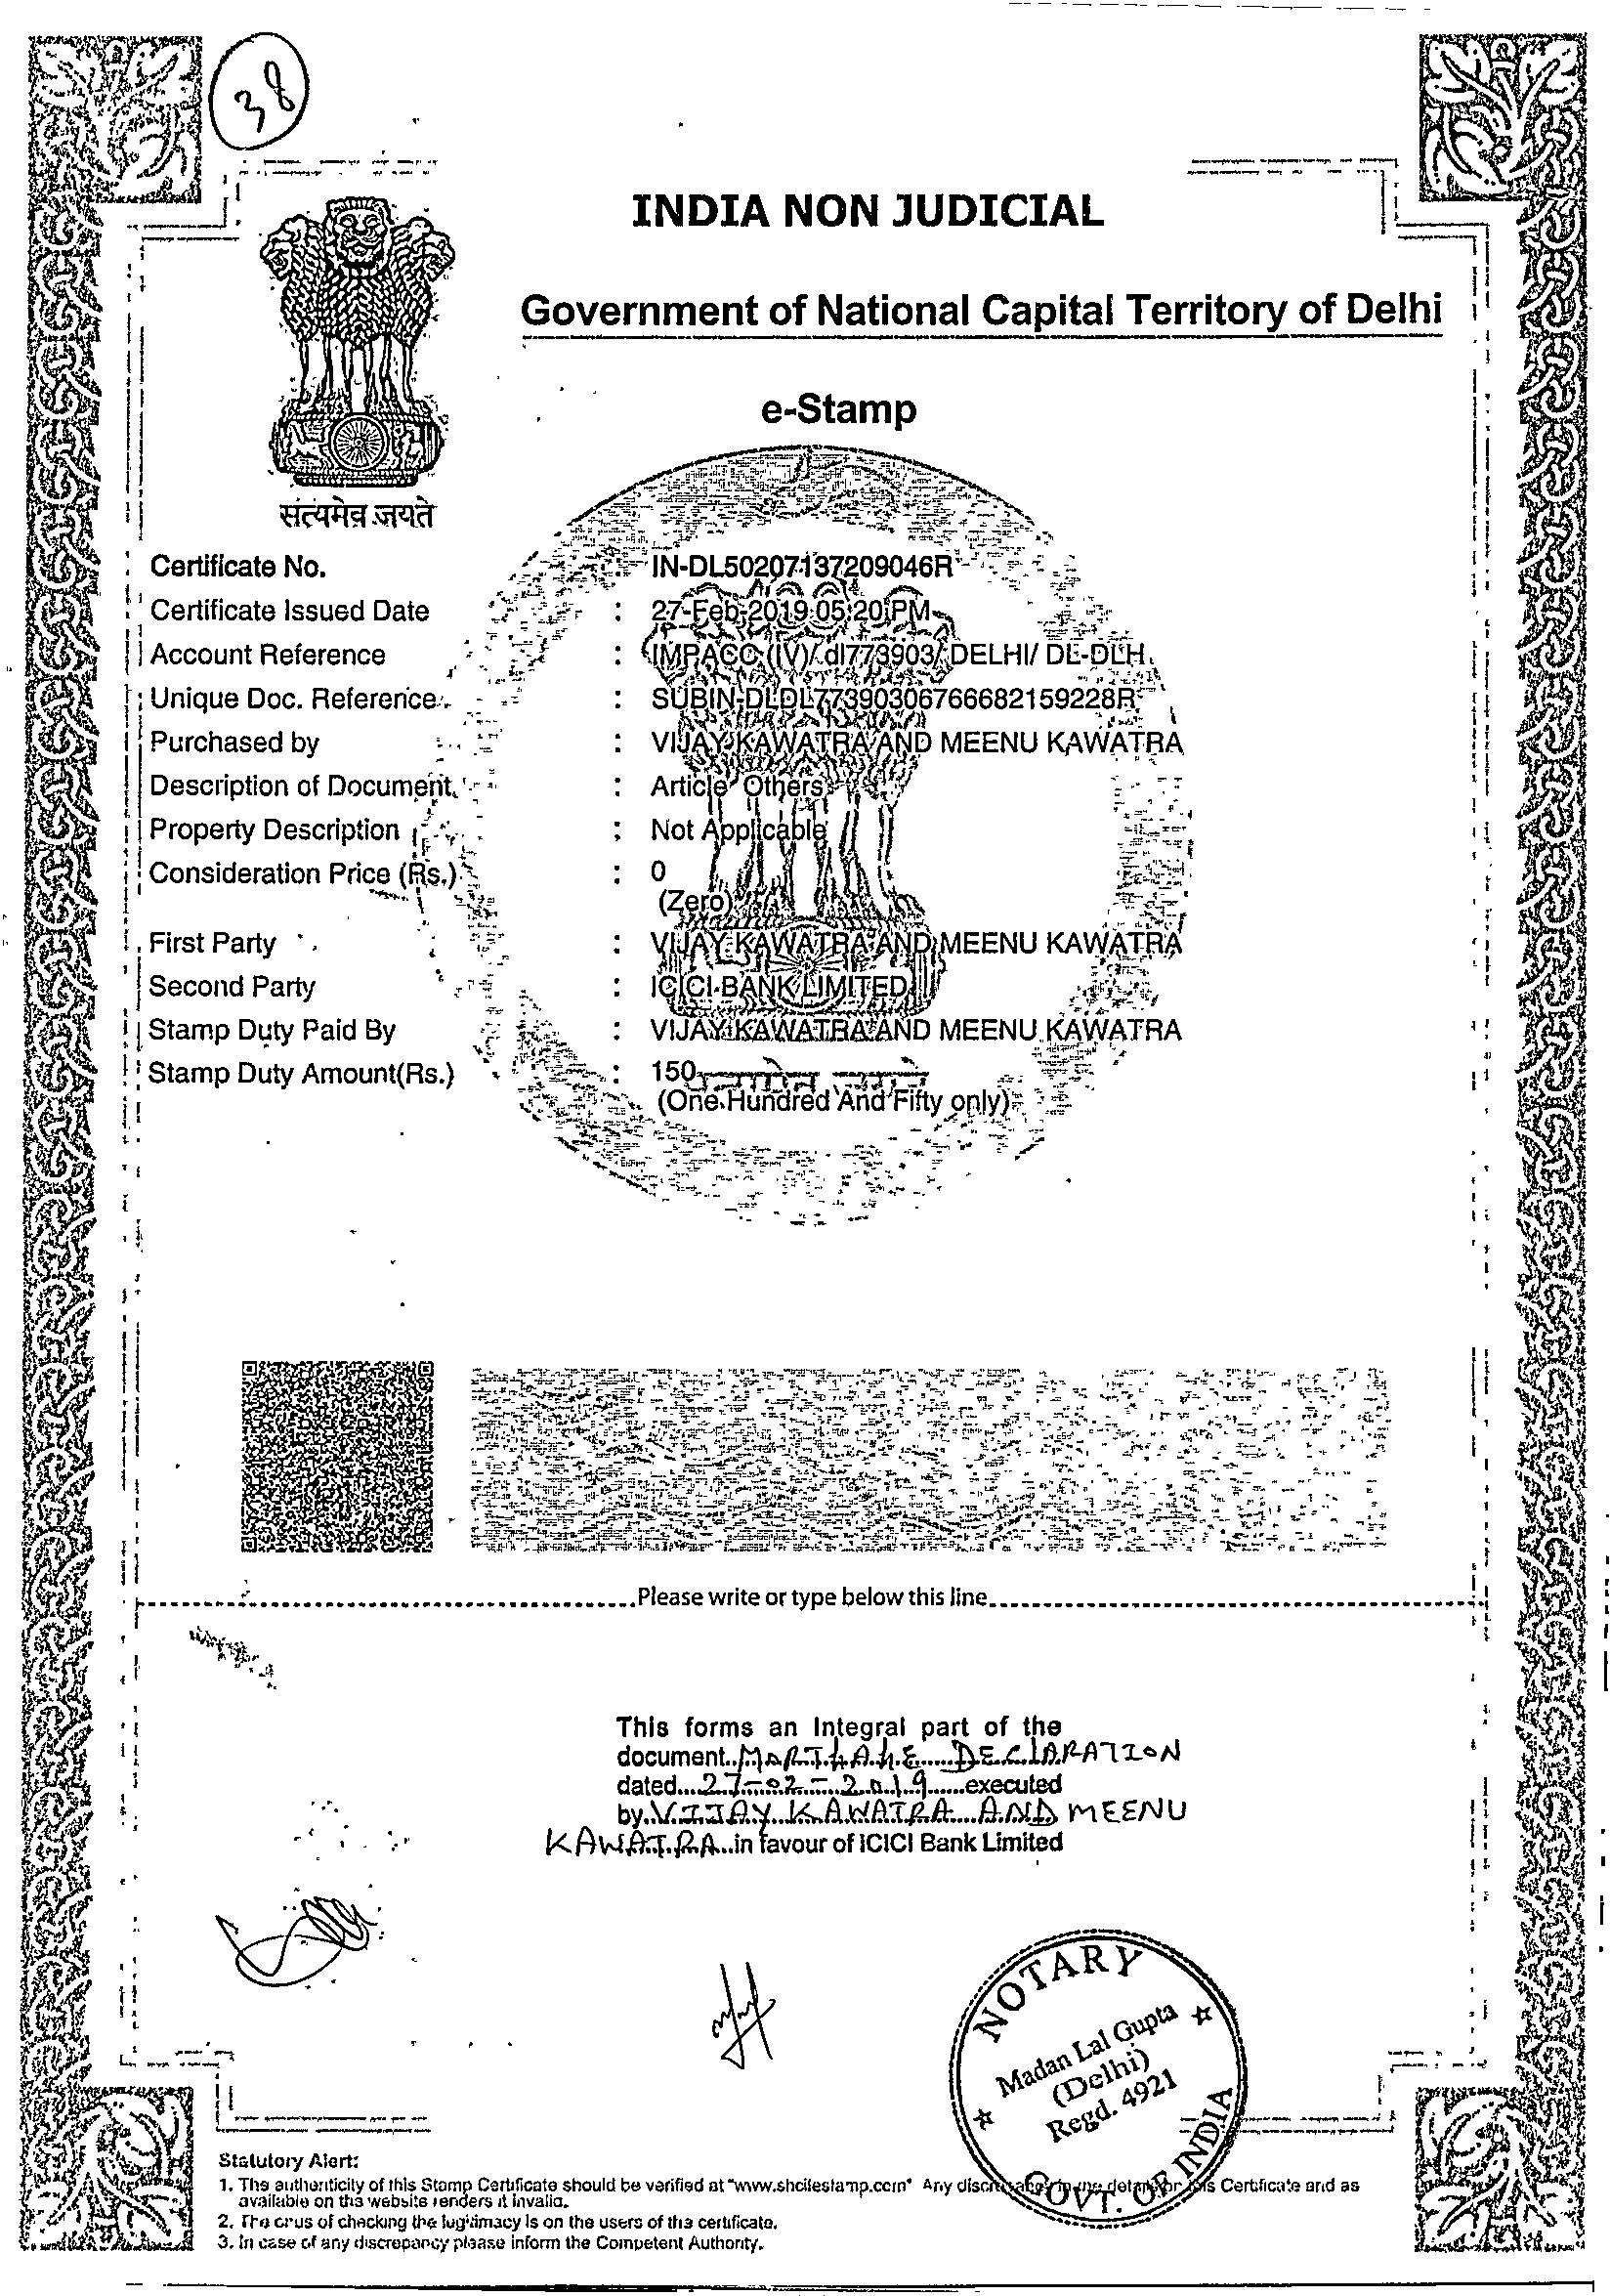 38
INDIA NON JUDICIAL
Government of National Capital Territory of Delhi
e-Stamp
सत्यमेव जयते
Certificate No. : IN-DL50207137209046R
Certificate Issued Date : 27-Feb-2019 05:20 PM
Account Reference : IMPACC (IV)/ dl773903/ DELHI/ DL-DLH
Unique Doc. Reference : SUBIN-DLDL77390306766682159228R
Purchased by : VIJAY KAWATRA AND MEENU KAWATRA
Description of Document : Article Others
Property Description : Not Applicable
Consideration Price (Rs.) : 0
(Zero)
First Party : VIJAY KAWATRA AND MEENU KAWATRA
Second Party : ICICI BANK LIMITED
Stamp Duty Paid By : VIJAY KAWATRA AND MEENU KAWATRA
Stamp Duty Amount(Rs.) : 150
(One Hundred And Fifty only)
Please write or type below this line
This forms an Integral part of the
document..MORTGAGE DECLARATION
dated....27-02-2019......executed
by..VIJAY KAWATRA AND MEENU
KAWATRA...in favour of ICICI Bank Limited
NOTARY
Madan Lal Gupta
(Delhi)
Regd. 4921
GOVT. OF INDIA
Statutory Alert:
1. The authenticity of this Stamp Certificate should be verified at "www.shcilestamp.com" Any discrepancy in the details on this Certificate and as
available on the website renders it invalid.
2. The onus of checking the legitimacy is on the users of the certificate.
3. In case of any discrepancy please inform the Competent Authority.